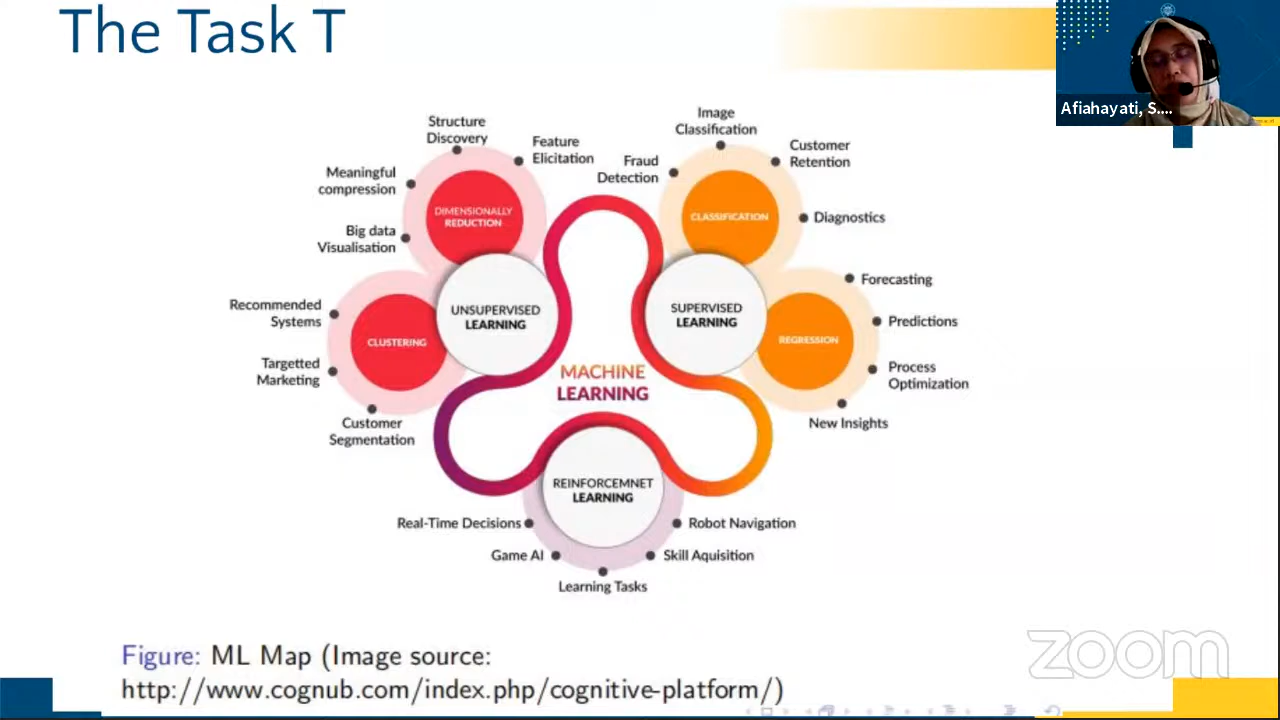 The Task T
Afiahayati, S....
Structure
Discovery
Feature
Elicitation
Meaningful
compression
Big data
Visualisation
DIMENSIONALLY
REDUCTION
Recommended
Systems
Targetted
Marketing
Customer
Segmentation
CLUSTERING
UNSUPERVISED
LEARNING
Image
Classification
Fraud
Detection
Customer
Retention
Diagnostics
CLASSIFICATION
SUPERVISED
LEARNING
Forecasting
Predictions
Process
Optimization
New Insights
REGRESSION
MACHINE
LEARNING
REINFORCEMNET
LEARNING
Real-Time Decisions
Game AI
Learning Tasks
Skill Aquisition
Robot Navigation
Figure: ML Map (Image source:
http://www.cognub.com/index.php/cognitive-platform/)
zoom